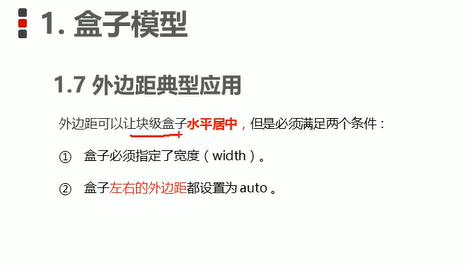 1. 盒子模型
1.7 外边距典型应用
外边距可以让块级盒子水平居中，但是必须满足两个条件：
① 盒子必须指定了宽度（width）。
② 盒子左右的外边距都设置为 auto 。